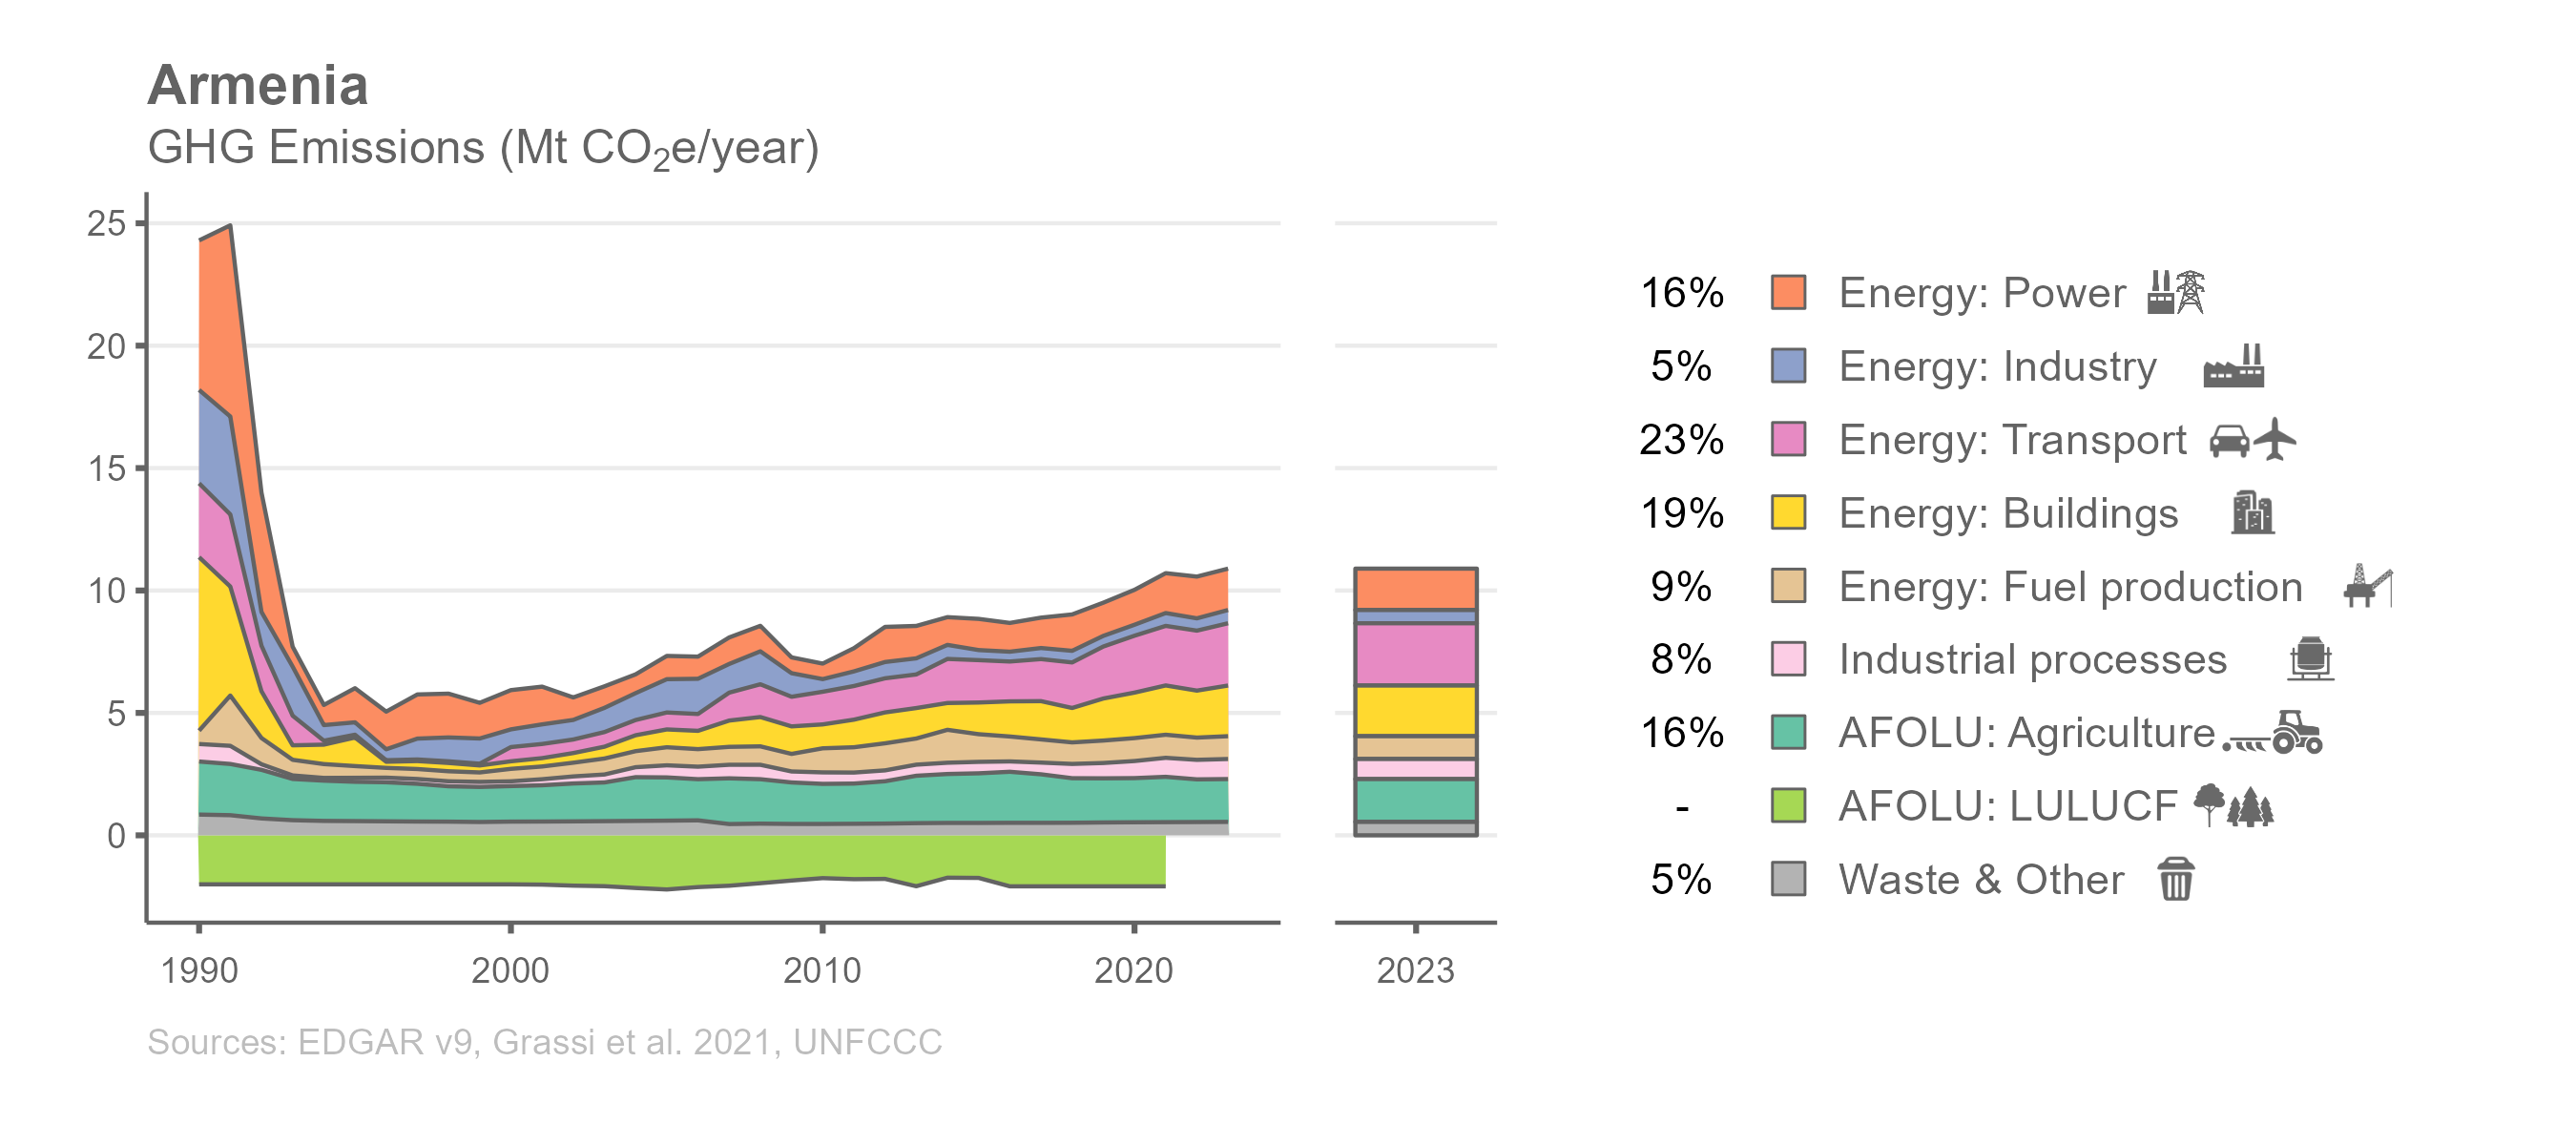 Armenia
GHG Emissions (Mt CO₂e/year)
25
20
15
10
5
0
1990 2000 2010 2020 2023
16% Energy: Power
5% Energy: Industry
23% Energy: Transport
19% Energy: Buildings
9% Energy: Fuel production
8% Industrial processes
16% AFOLU: Agriculture
- AFOLU: LULUCF
5% Waste & Other
Sources: EDGAR v9, Grassi et al. 2021, UNFCCC